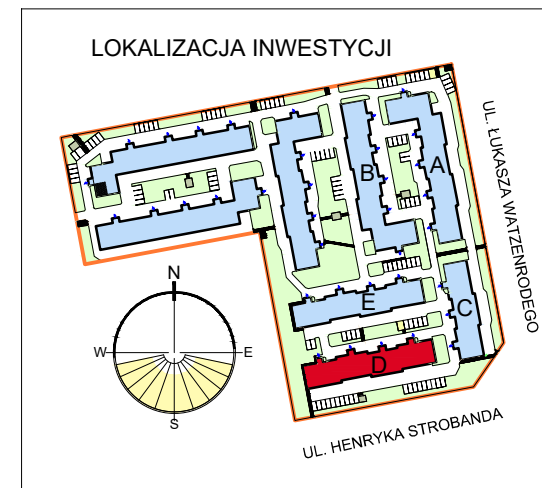 LOKALIZACJA INWESTYCJI
UL. ŁUKASZA WATZENRODEGO
A
B
C
E
D
N
W
E
S
UL. HENRYKA STROBANDA